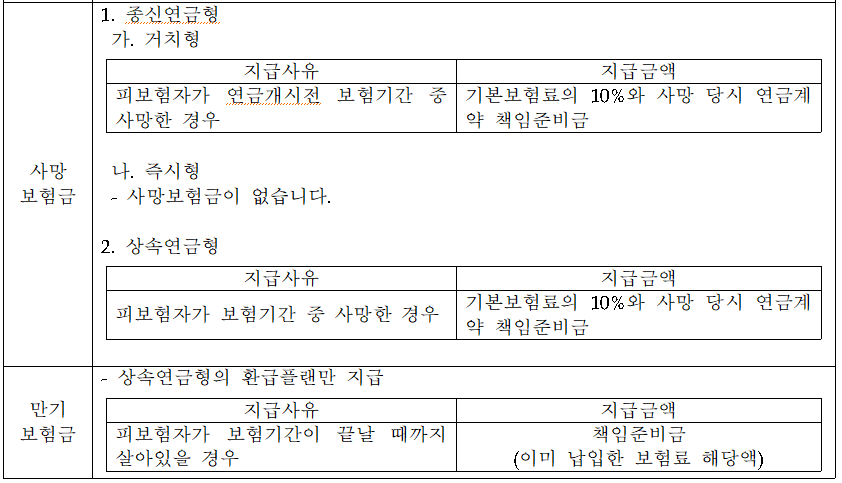 1. 종신연금형
가. 거치형
지급사유 지급금액
피보험자가 연금개시전 보험기간 중 기본보험료의 10%와 사망 당시 연금계
사망한 경우 약 책임준비금
사망 나. 즉시형
보험금 - 사망보험금이 없습니다.
2. 상속연금형
지급사유 지급금액
피보험자가 보험기간 중 사망한 경우 기본보험료의 10%와 사망 당시 연금계
약 책임준비금
- 상속연금형의 환급플랜만 지급
만기 지급사유 지급금액
보험금 피보험자가 보험기간이 끝날 때까지 책임준비금
살아있을 경우 (이미 납입한 보험료 해당액)